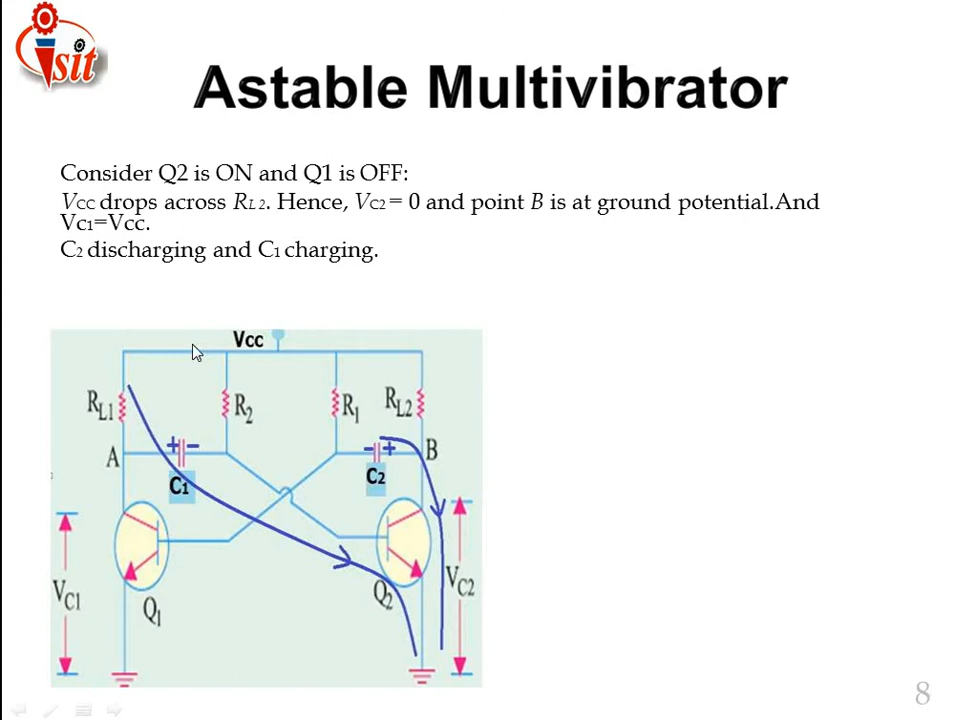 sit
Astable Multivibrator
Consider Q2 is ON and Q1 is OFF:
VCC drops across RL2. Hence, VC2 = 0 and point B is at ground potential.And
Vc1=Vcc.
C2 discharging and C1 charging.
Vcc
RL1 R2 R1 RL2
+ - - +
A B
C1 C2
VC1 Q1 Q2 VC2
8